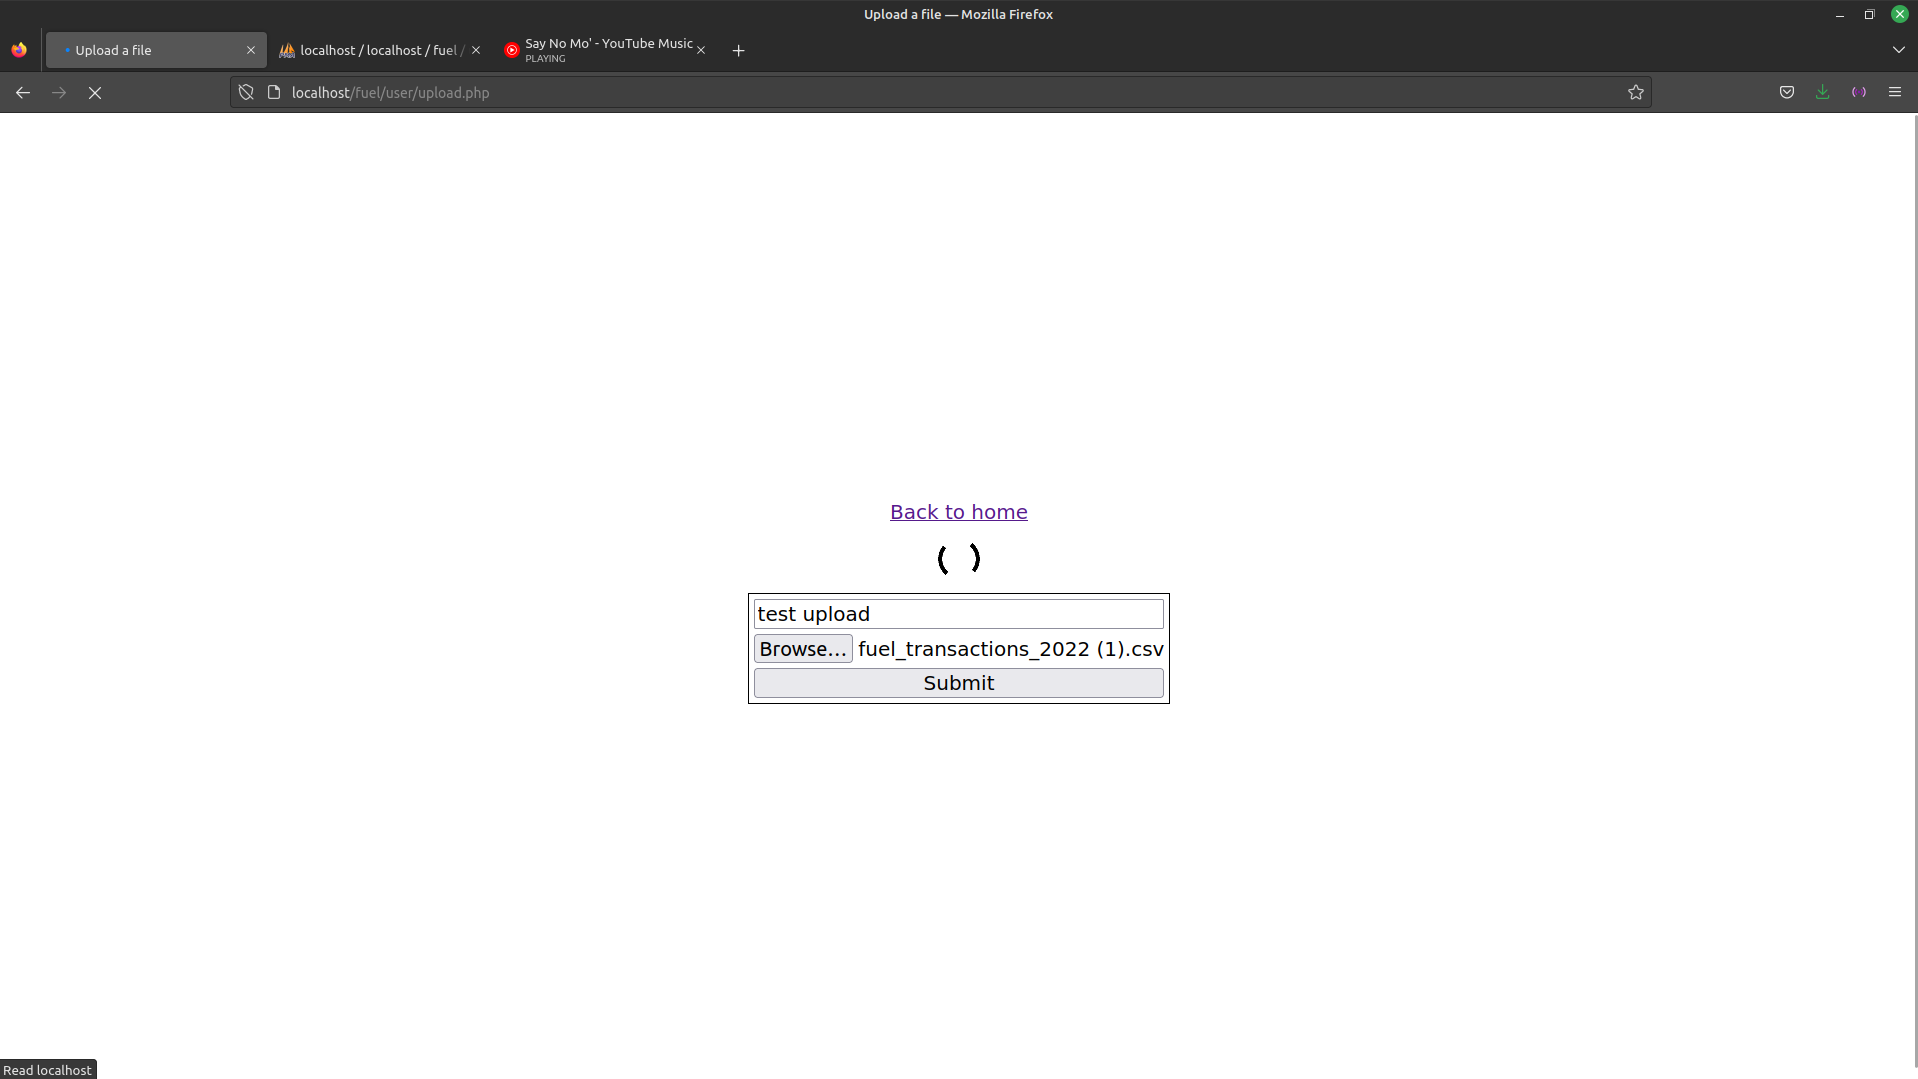 Upload a file — Mozilla Firefox
Upload a file
localhost / localhost / fuel /
Say No Mo' - YouTube Music
PLAYING
localhost/fuel/user/upload.php
Back to home
test upload
Browse... fuel_transactions_2022 (1).csv
Submit
Read localhost